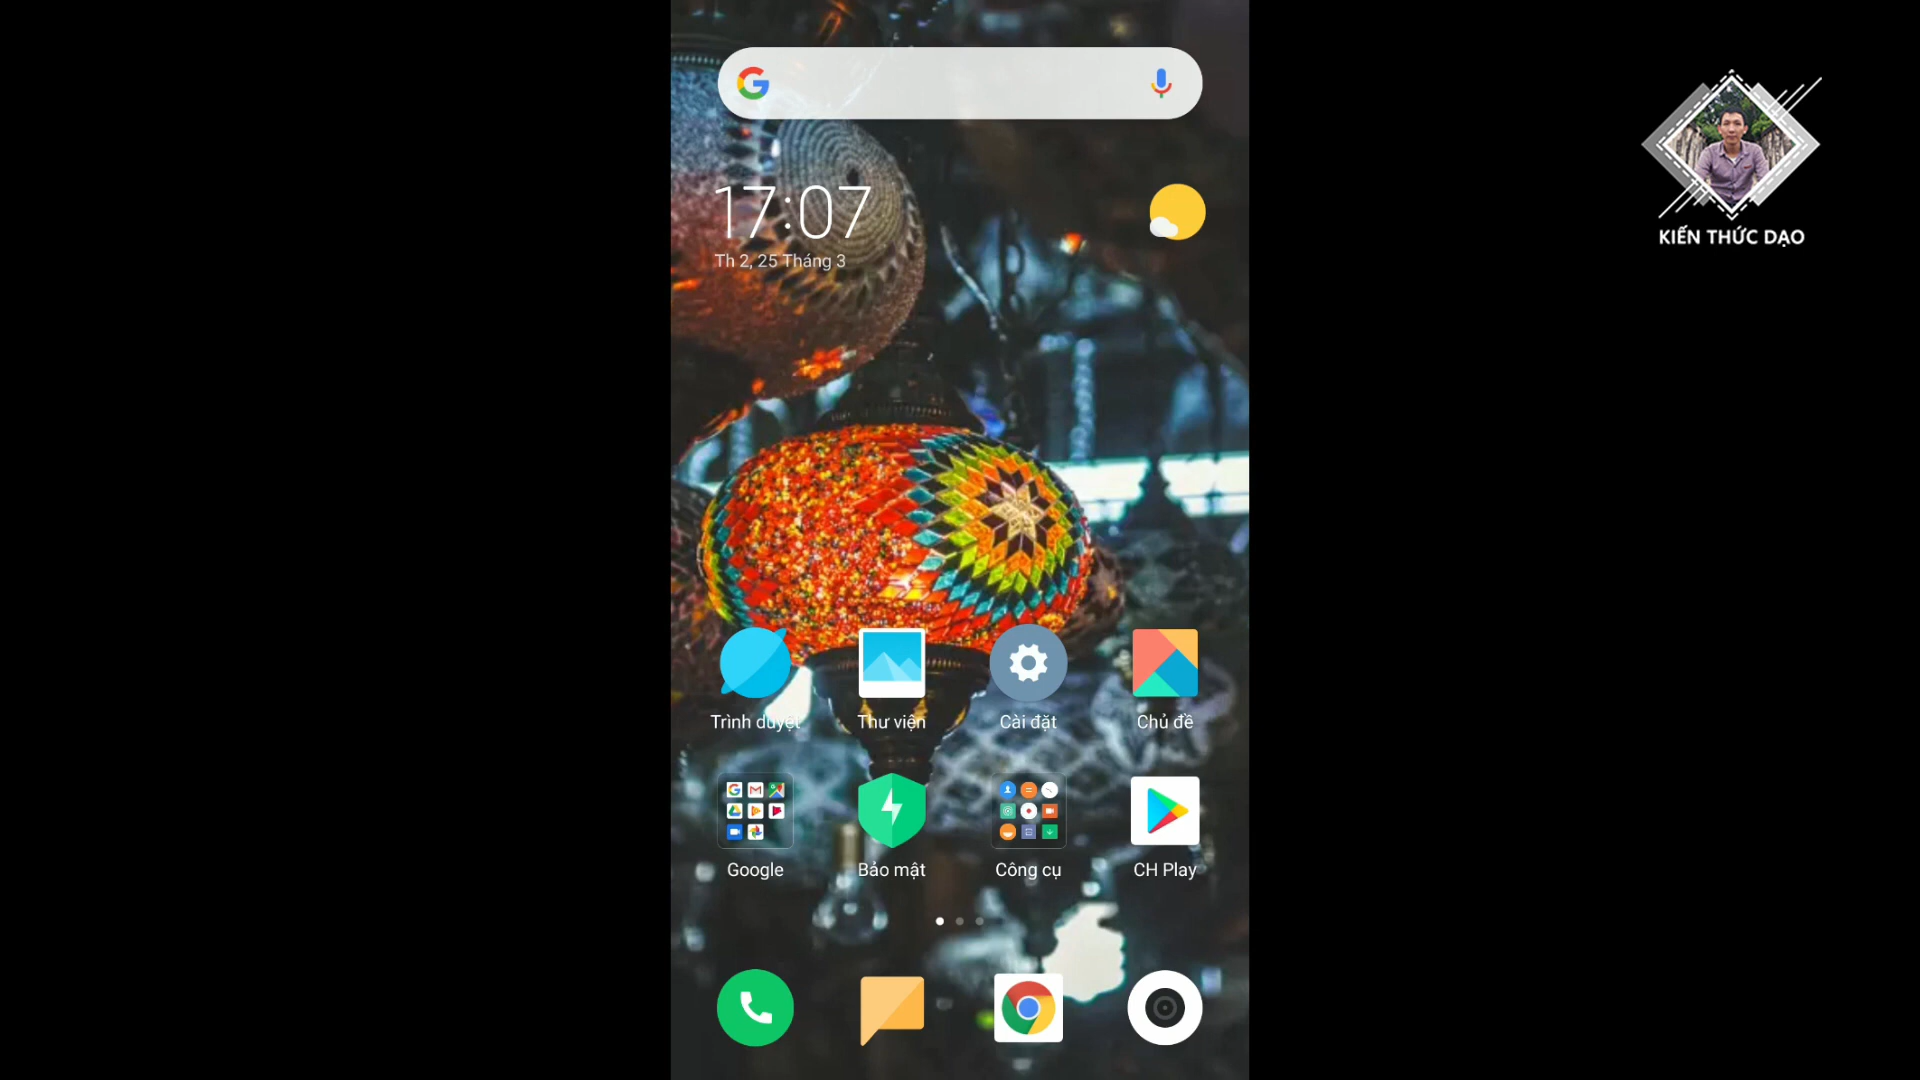 17:07
Th 2, 25 Tháng 3
KIẾN THỨC DẠO
Trình duyệt
Thư viện
Cài đặt
Chủ đề
Google
Bảo mật
Công cụ
CH Play